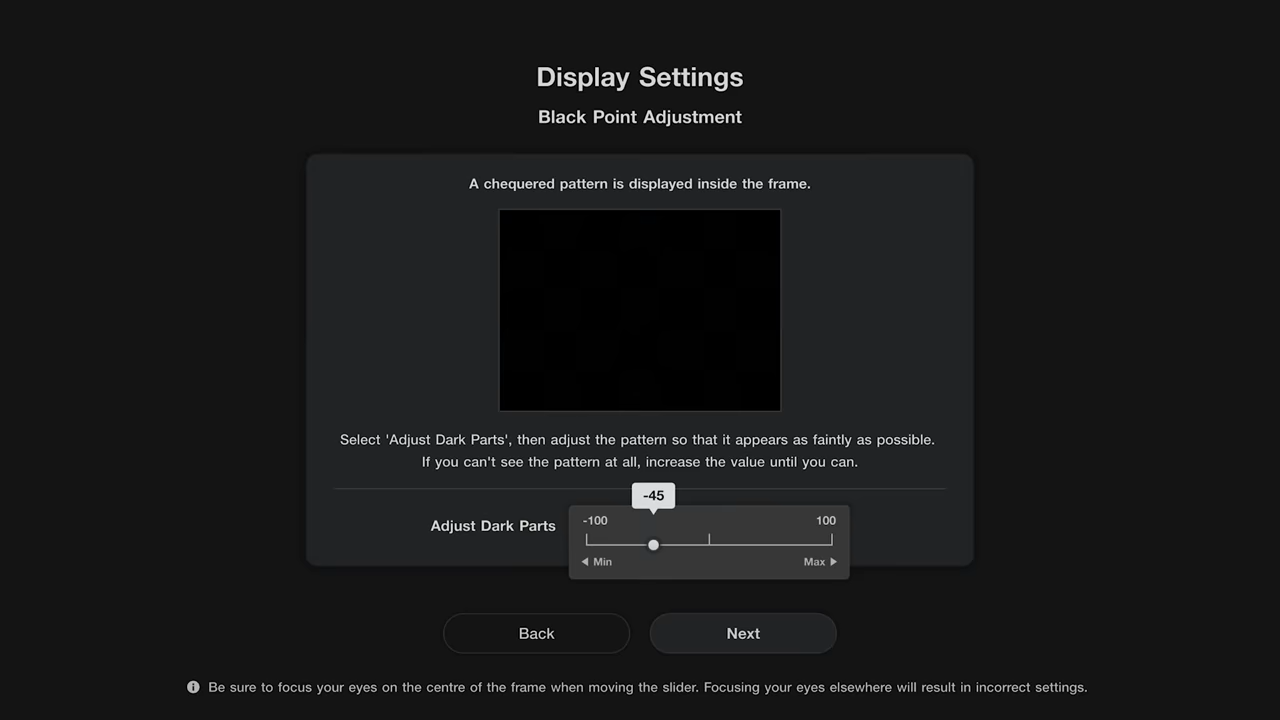 Display Settings
Black Point Adjustment
A chequered pattern is displayed inside the frame.
Select 'Adjust Dark Parts', then adjust the pattern so that it appears as faintly as possible.
If you can't see the pattern at all, increase the value until you can.
-45
Adjust Dark Parts
-100 100
Min Max
Back Next
Be sure to focus your eyes on the centre of the frame when moving the slider. Focusing your eyes elsewhere will result in incorrect settings.